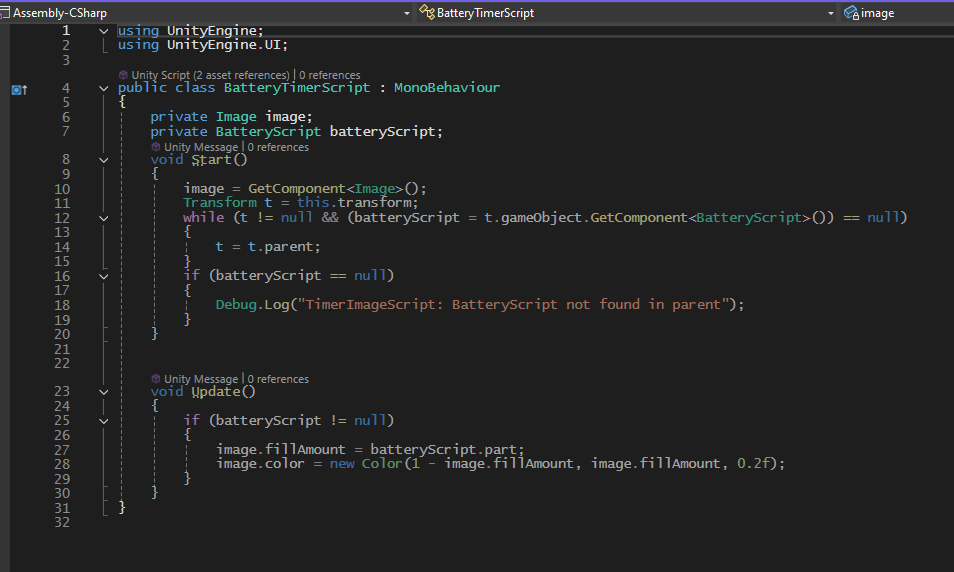 Assembly-CSharp BatteryTimerScript image
1 using UnityEngine;
2 using UnityEngine.UI;
3
Unity Script (2 asset references) | 0 references
4 public class BatteryTimerScript : MonoBehaviour
5 {
6 private Image image;
7 private BatteryScript batteryScript;
Unity Message | 0 references
8 void Start()
9 {
10 image = GetComponent<Image>();
11 Transform t = this.transform;
12 while (t != null && (batteryScript = t.gameObject.GetComponent<BatteryScript>()) == null)
13 {
14 t = t.parent;
15 }
16 if (batteryScript == null)
17 {
18 Debug.Log("TimerImageScript: BatteryScript not found in parent");
19 }
20 }
21
22
Unity Message | 0 references
23 void Update()
24 {
25 if (batteryScript != null)
26 {
27 image.fillAmount = batteryScript.part;
28 image.color = new Color(1 - image.fillAmount, image.fillAmount, 0.2f);
29 }
30 }
31 }
32